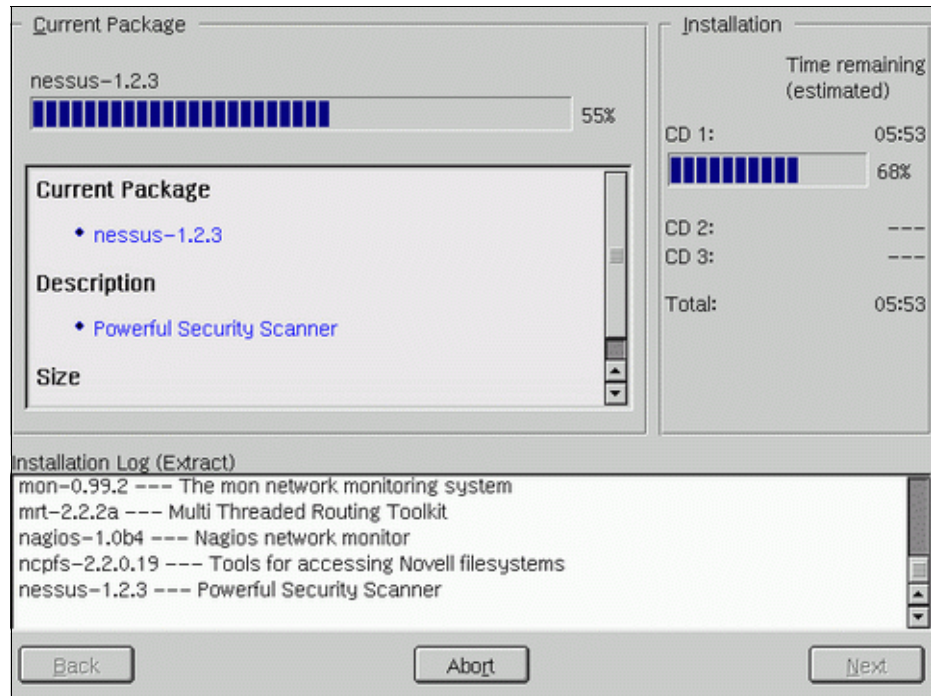 Current Package
nessus-1.2.3
55%
Current Package
nessus-1.2.3
Description
Powerful Security Scanner
Size
Installation
Time remaining
(estimated)
CD 1: 05:53
68%
CD 2: ---
CD 3: ---
Total: 05:53
Installation Log (Extract)
mon-0.99.2 --- The mon network monitoring system
mrt-2.2.2a --- Multi Threaded Routing Toolkit
nagios-1.0b4 --- Nagios network monitor
ncpfs-2.2.0.19 --- Tools for accessing Novell filesystems
nessus-1.2.3 --- Powerful Security Scanner
Back
Abort
Next